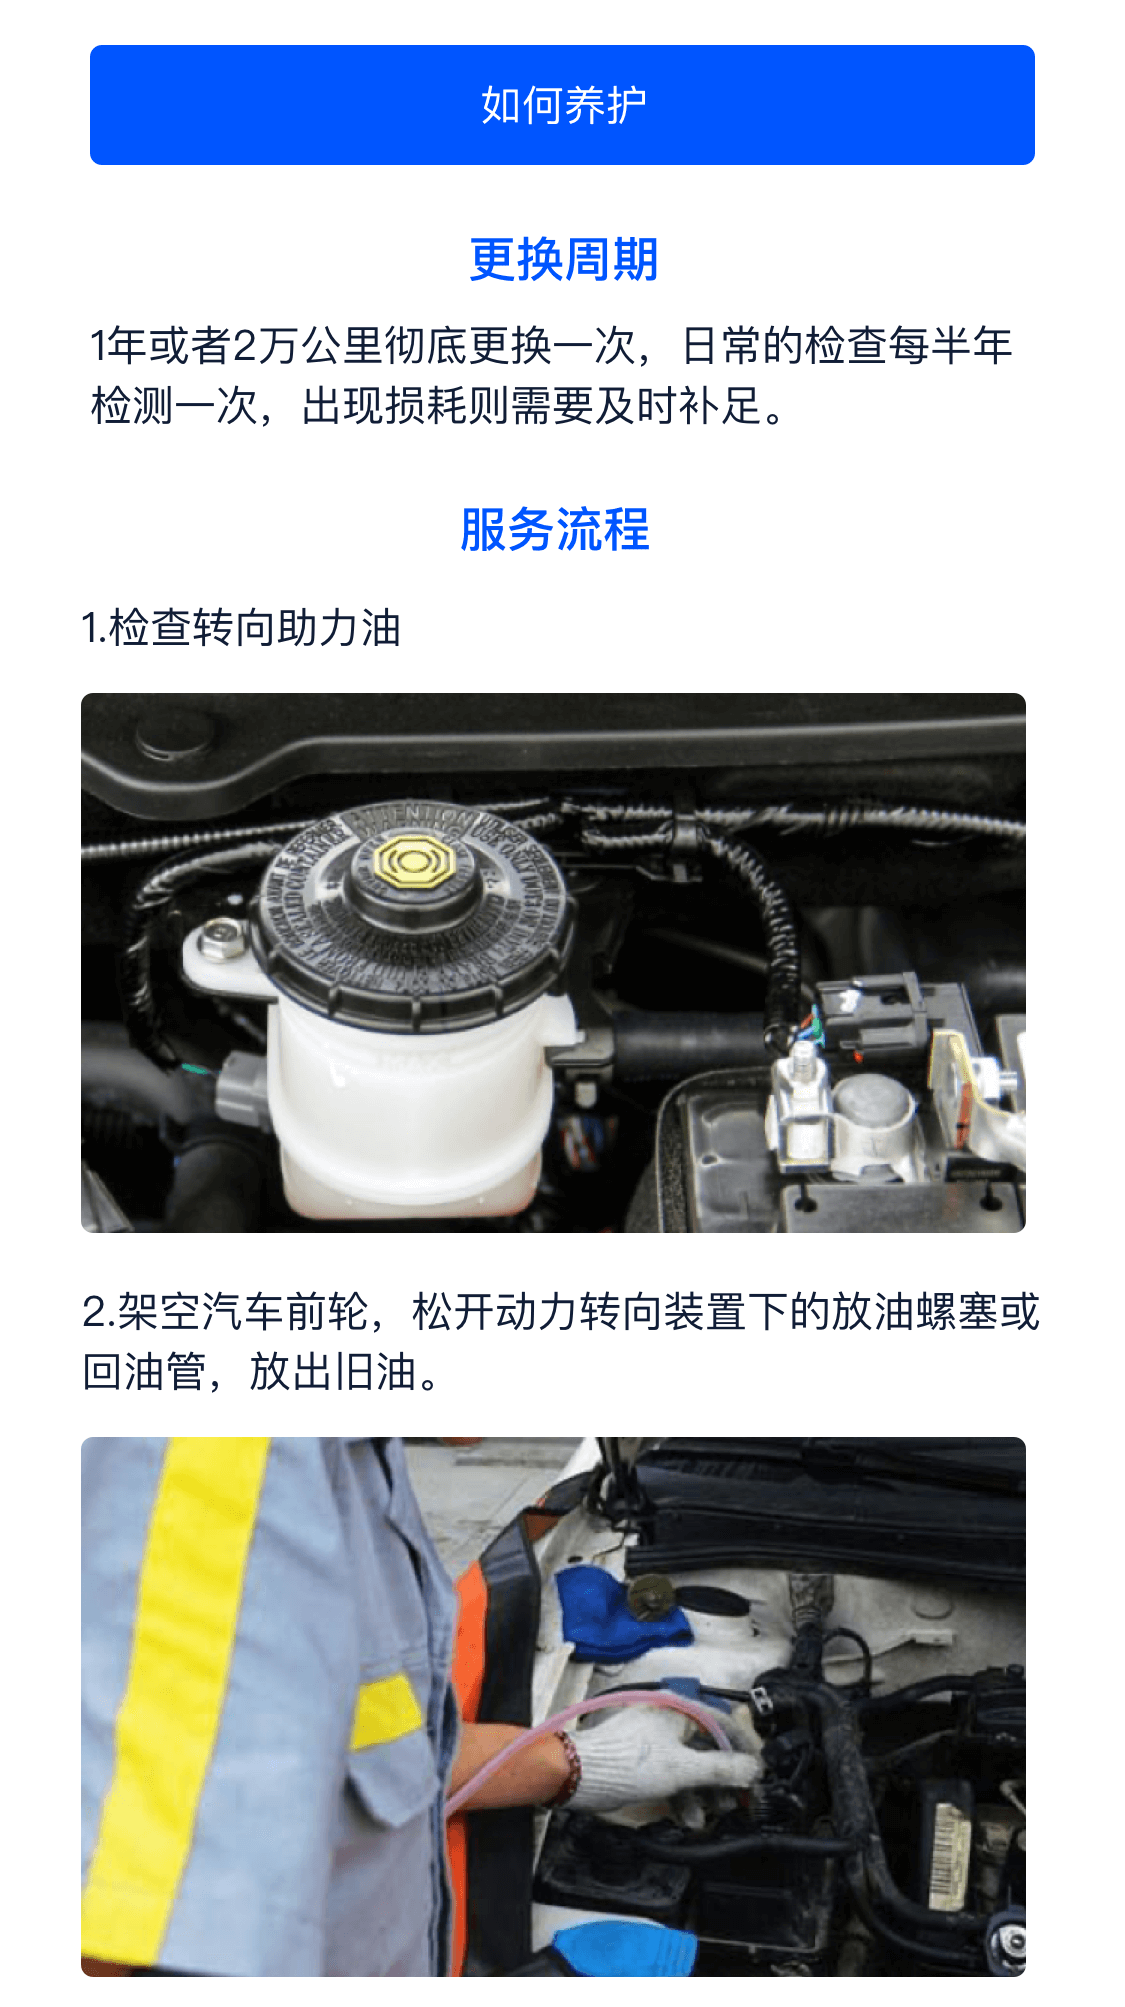 如何养护
更换周期
1年或者2万公里彻底更换一次，日常的检查每半年
检测一次，出现损耗则需要及时补足。
服务流程
1.检查转向助力油
2.架空汽车前轮，松开动力转向装置下的放油螺塞或
回油管，放出旧油。